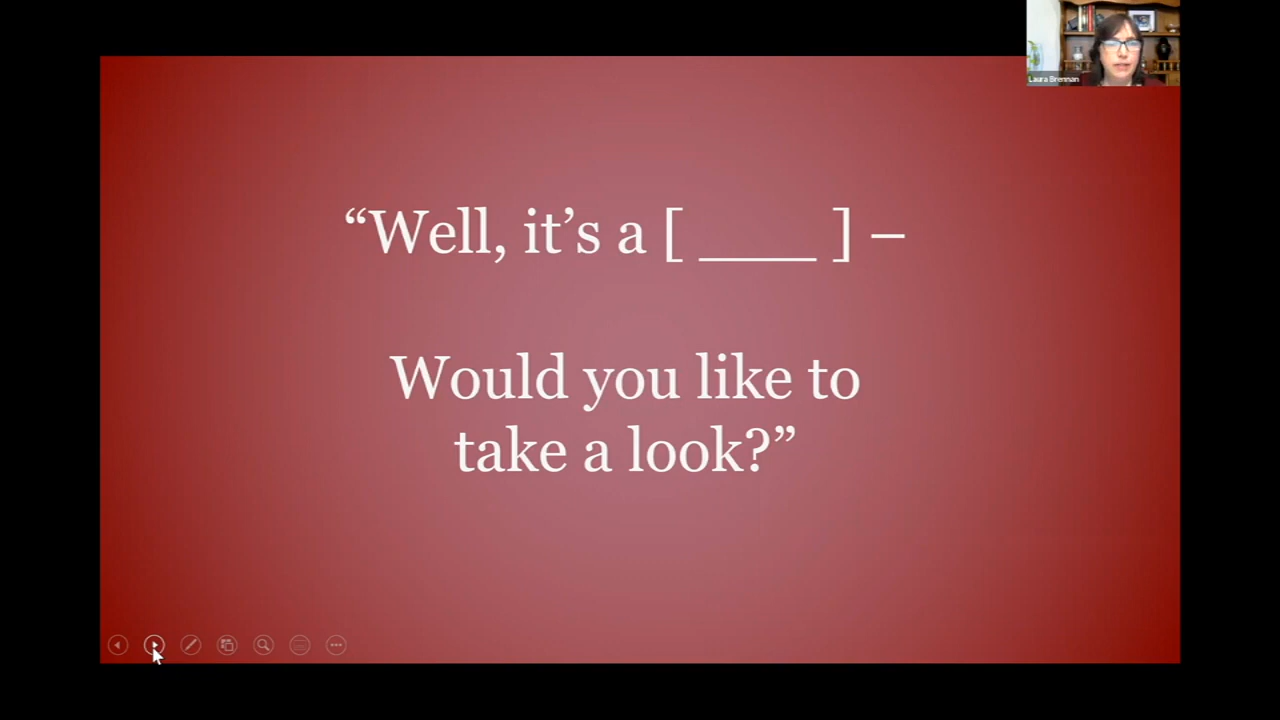 Laura Brennan
“Well, it’s a [ ____ ] –
Would you like to
take a look?”